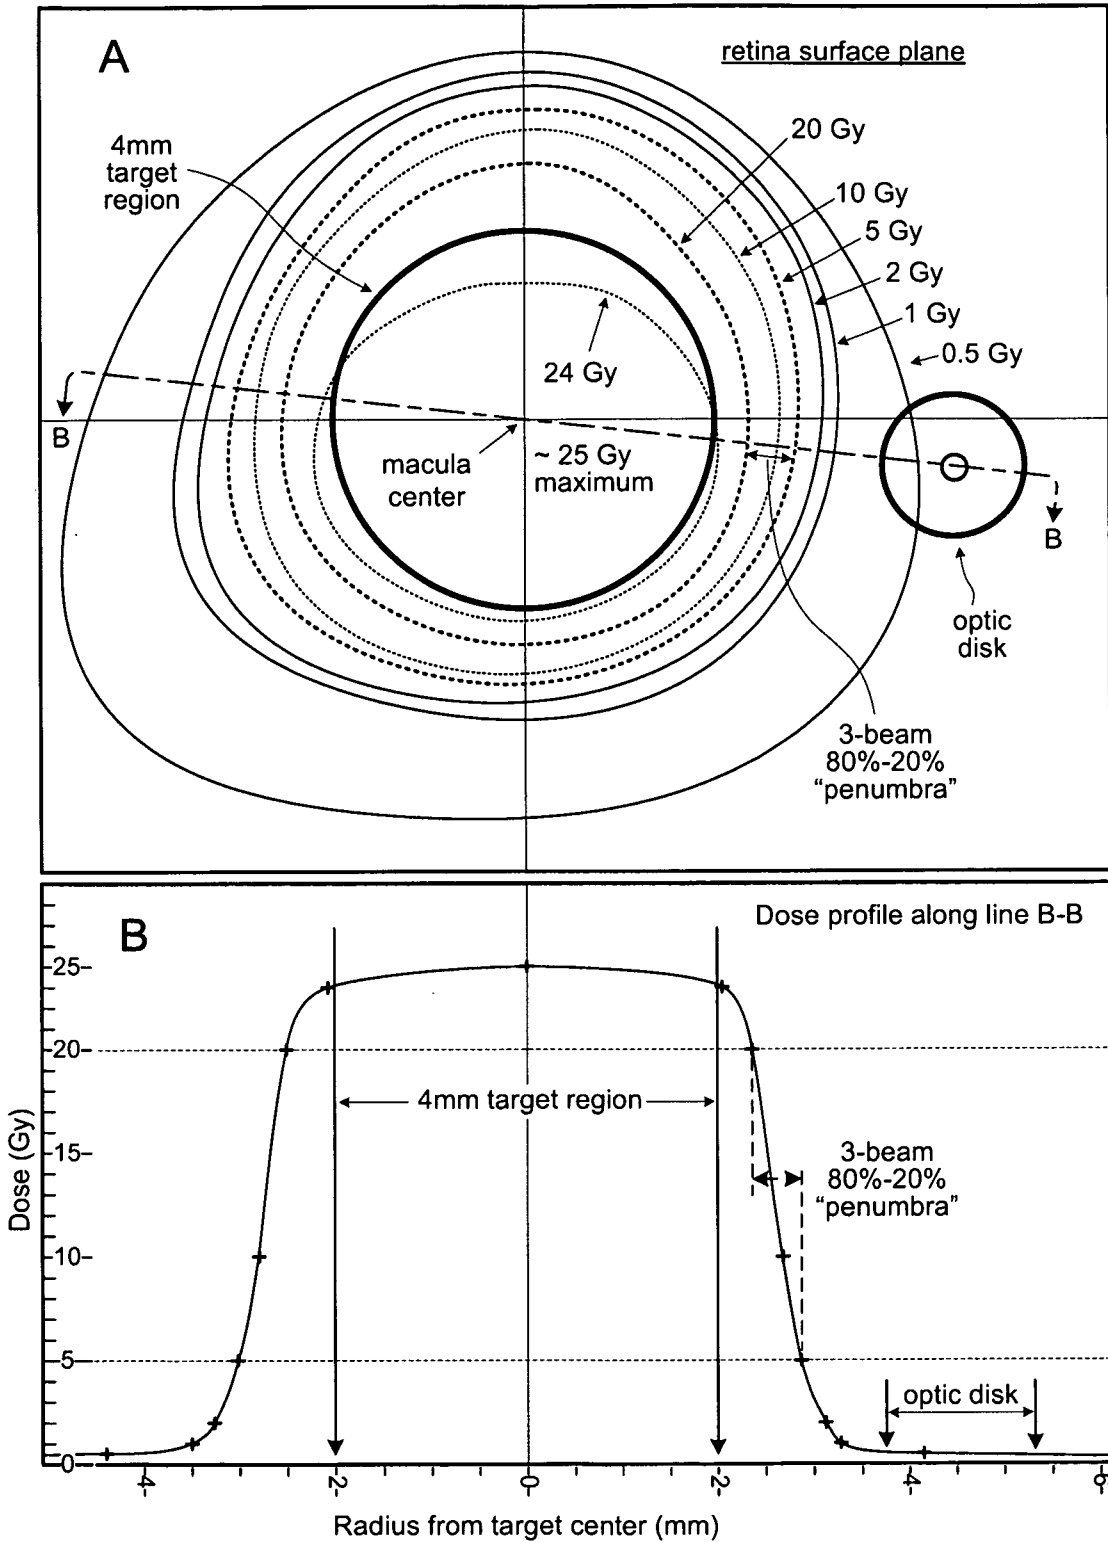 A
retina surface plane
4mm
target
region
20 Gy
10 Gy
5 Gy
2 Gy
1 Gy
0.5 Gy
24 Gy
B
macula
center
~ 25 Gy
maximum
B
optic
disk
3-beam
80%-20%
“penumbra”
B
Dose profile along line B-B
25
20
4mm target region
15
3-beam
80%-20%
“penumbra”
10
5
optic disk
0
Dose (Gy)
4 2 0 2 4 6
Radius from target center (mm)